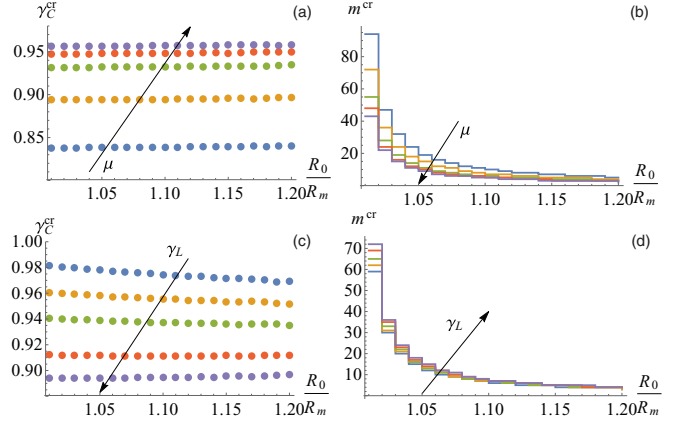 γ_C^cr (a)
0.95
0.90
0.85
μ
1.05 1.10 1.15 1.20
R_0/R_m
m^cr (b)
80
60
40
20
μ
1.05 1.10 1.15 1.20
R_0/R_m
γ_C^cr (c)
1.00
0.98
0.96
0.94
0.92
0.90
γ_L
1.05 1.10 1.15 1.20
R_0/R_m
m^cr (d)
70
60
50
40
30
20
10
γ_L
1.05 1.10 1.15 1.20
R_0/R_m